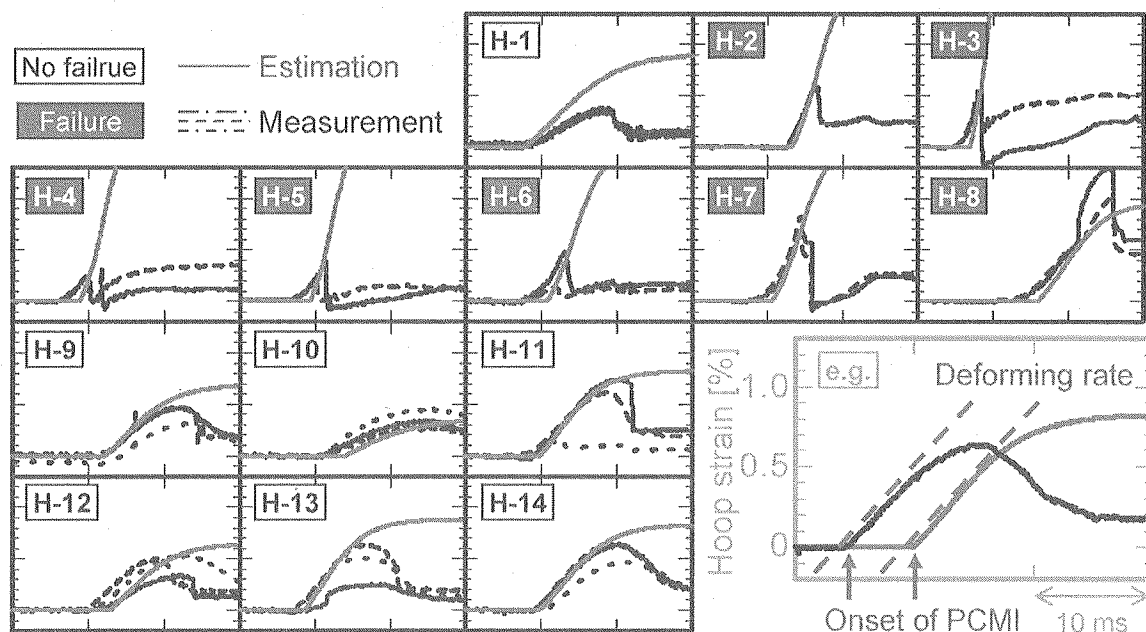 H-1
H-2
H-3
No failrue
Estimation
Failure
Measurement
H-4
H-5
H-6
H-7
H-8
H-9
H-10
H-11
H-12
H-13
H-14
Hoop strain [%]
1.0
0.5
0
e.g.
Deforming rate
Onset of PCMI
10 ms